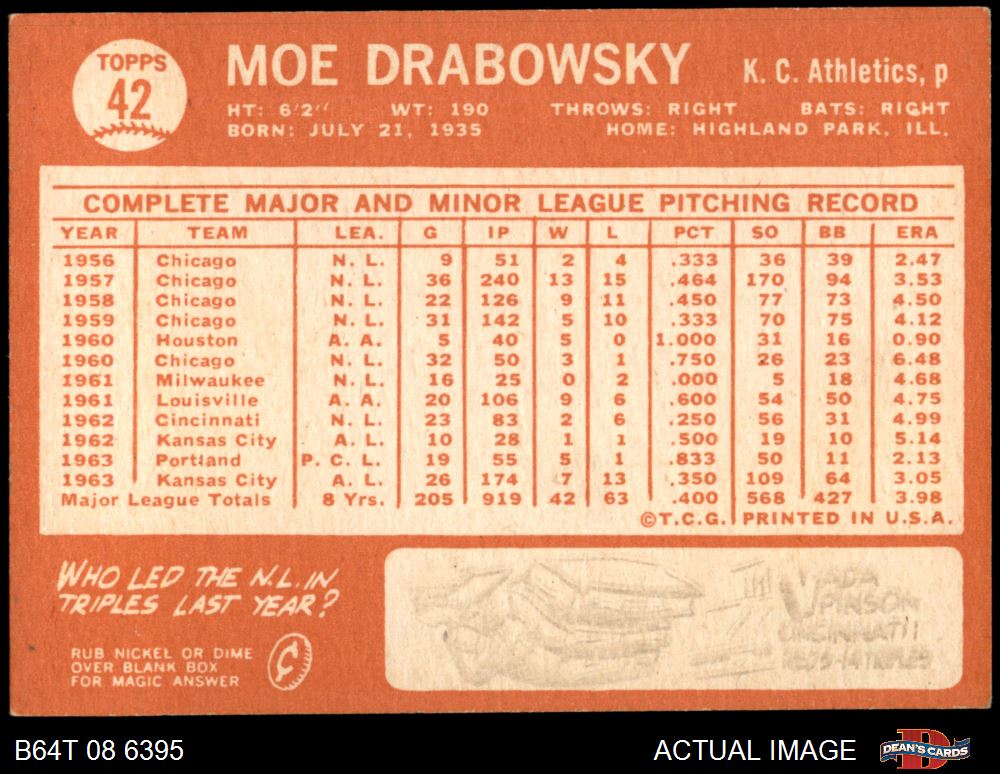 TOPPS
42
MOE DRABOWSKY
K. C. Athletics, p
HT: 6'2" WT: 190 THROWS: RIGHT BATS: RIGHT
BORN: JULY 21, 1935 HOME: HIGHLAND PARK, ILL.
COMPLETE MAJOR AND MINOR LEAGUE PITCHING RECORD
YEAR TEAM LEA. G IP W L PCT SO BB ERA
1956 Chicago N. L. 9 51 2 4 .333 36 39 2.47
1957 Chicago N. L. 36 240 13 15 .464 170 94 3.53
1958 Chicago N. L. 22 126 9 11 .450 77 73 4.50
1959 Chicago N. L. 31 142 5 10 .333 70 75 4.12
1960 Houston A. A. 5 40 5 0 1.000 31 16 0.90
1960 Chicago N. L. 32 50 3 1 .750 26 23 6.48
1961 Milwaukee N. L. 16 25 0 2 .000 5 18 4.68
1961 Louisville A. A. 20 106 9 6 .600 54 50 4.75
1962 Cincinnati N. L. 23 83 2 6 .250 56 31 4.99
1962 Kansas City A. L. 10 28 1 1 .500 19 10 5.14
1963 Portland P. C. L. 19 55 5 1 .833 50 11 2.13
1963 Kansas City A. L. 26 174 7 13 .350 109 64 3.05
Major League Totals 8 Yrs. 205 919 42 63 .400 568 427 3.98
©T.C.G. PRINTED IN U.S.A.
WHO LED THE N.L. IN
TRIPLES LAST YEAR?
RUB NICKEL OR DIME
OVER BLANK BOX
FOR MAGIC ANSWER
VADA
PINSON
CINCINNATI
REDS-14 TRIPLES
B64T 08 6395
ACTUAL IMAGE
DEAN'S CARDS